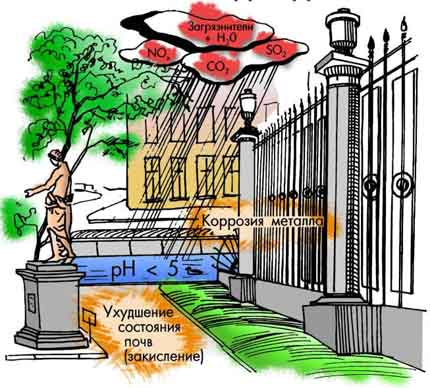 Загрязнители
+ H₂O
NO₂
SO₂
CO₂
Коррозия металла
pH < 5
Ухудшение
состояния
почв
(закисление)